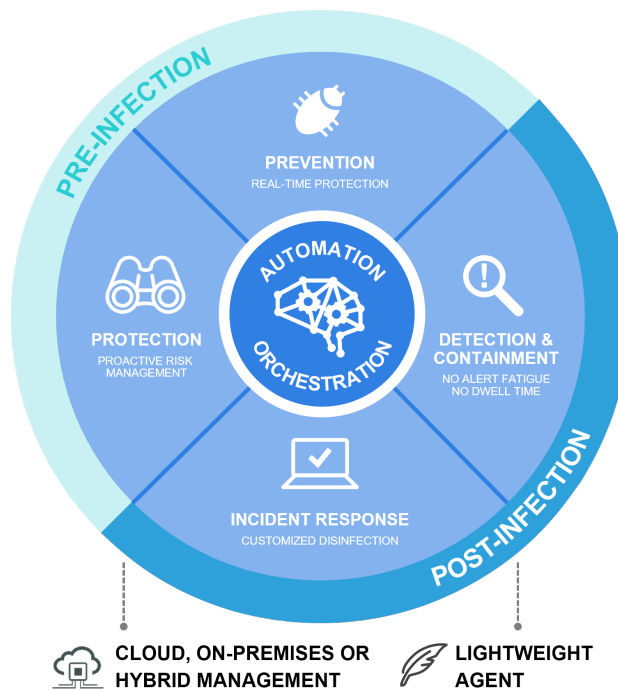 PRE-INFECTION
PREVENTION
REAL-TIME PROTECTION
AUTOMATION
ORCHESTRATION
PROTECTION
PROACTIVE RISK
MANAGEMENT
DETECTION &
CONTAINMENT
NO ALERT FATIGUE
NO DWELL TIME
INCIDENT RESPONSE
CUSTOMIZED DISINFECTION
POST-INFECTION
CLOUD, ON-PREMISES OR
HYBRID MANAGEMENT
LIGHTWEIGHT
AGENT